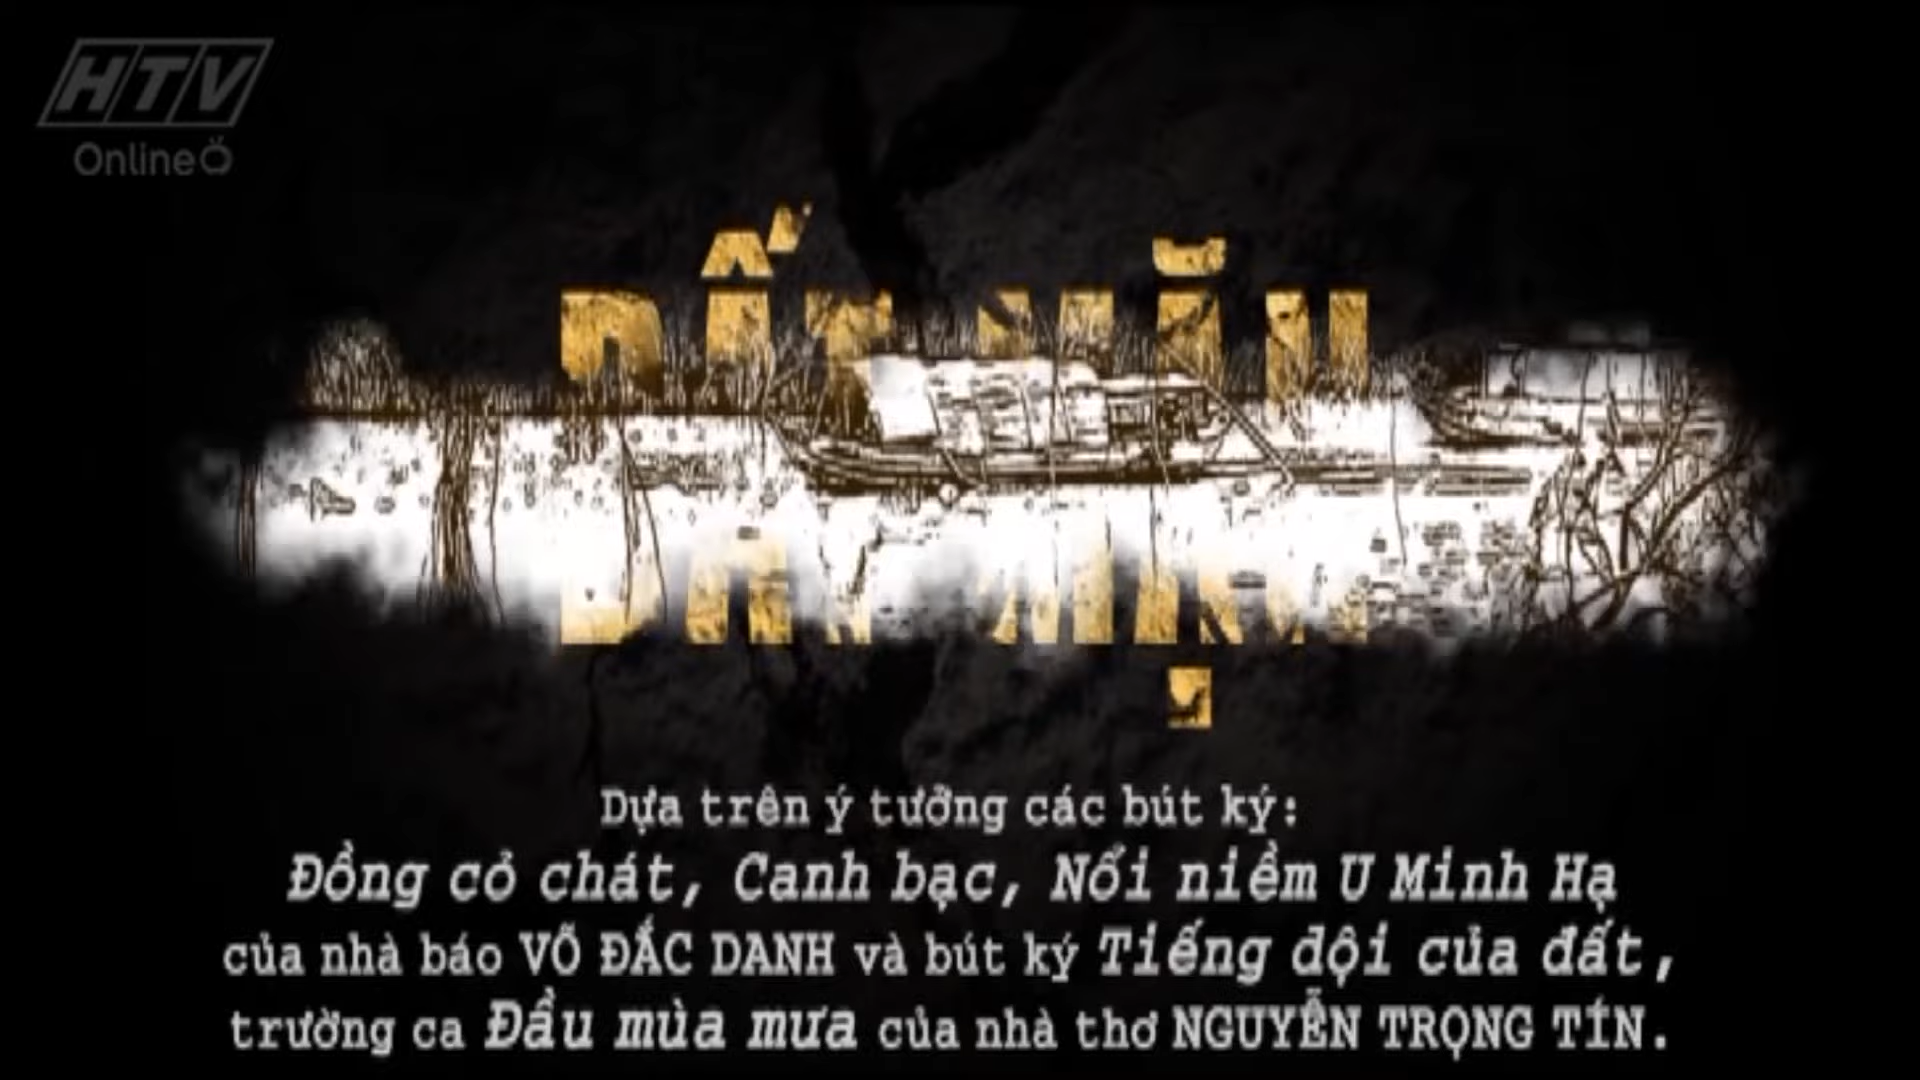 HTV
Online
ĐẤT MẶN
Dựa trên ý tưởng các bút ký:
Đồng cỏ chát, Canh bạc, Nổi niềm U Minh Hạ
của nhà báo VÕ ĐẮC DANH và bút ký Tiếng dội của đất,
trường ca Đầu mùa mưa của nhà thơ NGUYỄN TRỌNG TÍN.